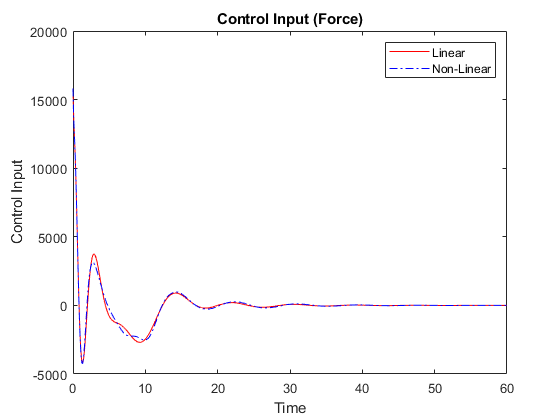 Control Input (Force)
20000
15000
10000
5000
0
-5000
Control Input
Linear
Non-Linear
0 10 20 30 40 50 60
Time